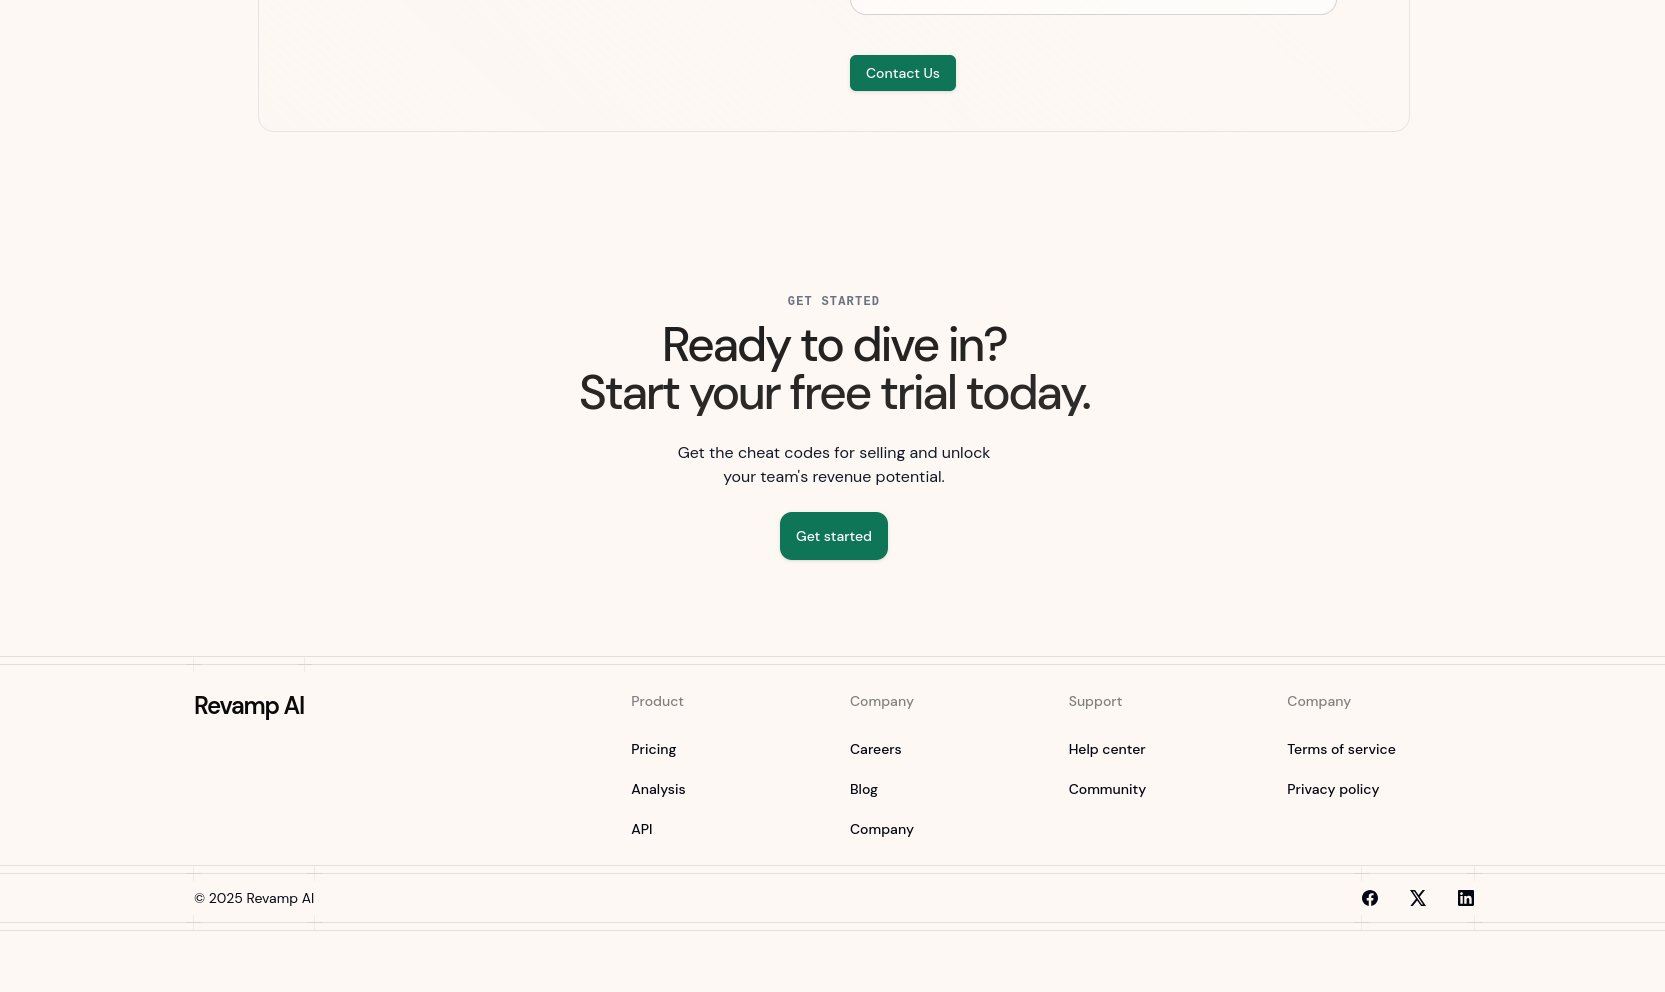 Contact Us
GET STARTED
Ready to dive in?
Start your free trial today.
Get the cheat codes for selling and unlock
your team's revenue potential.
Get started
Revamp AI
Product
Pricing
Analysis
API
Company
Careers
Blog
Company
Support
Help center
Community
Company
Terms of service
Privacy policy
© 2025 Revamp AI